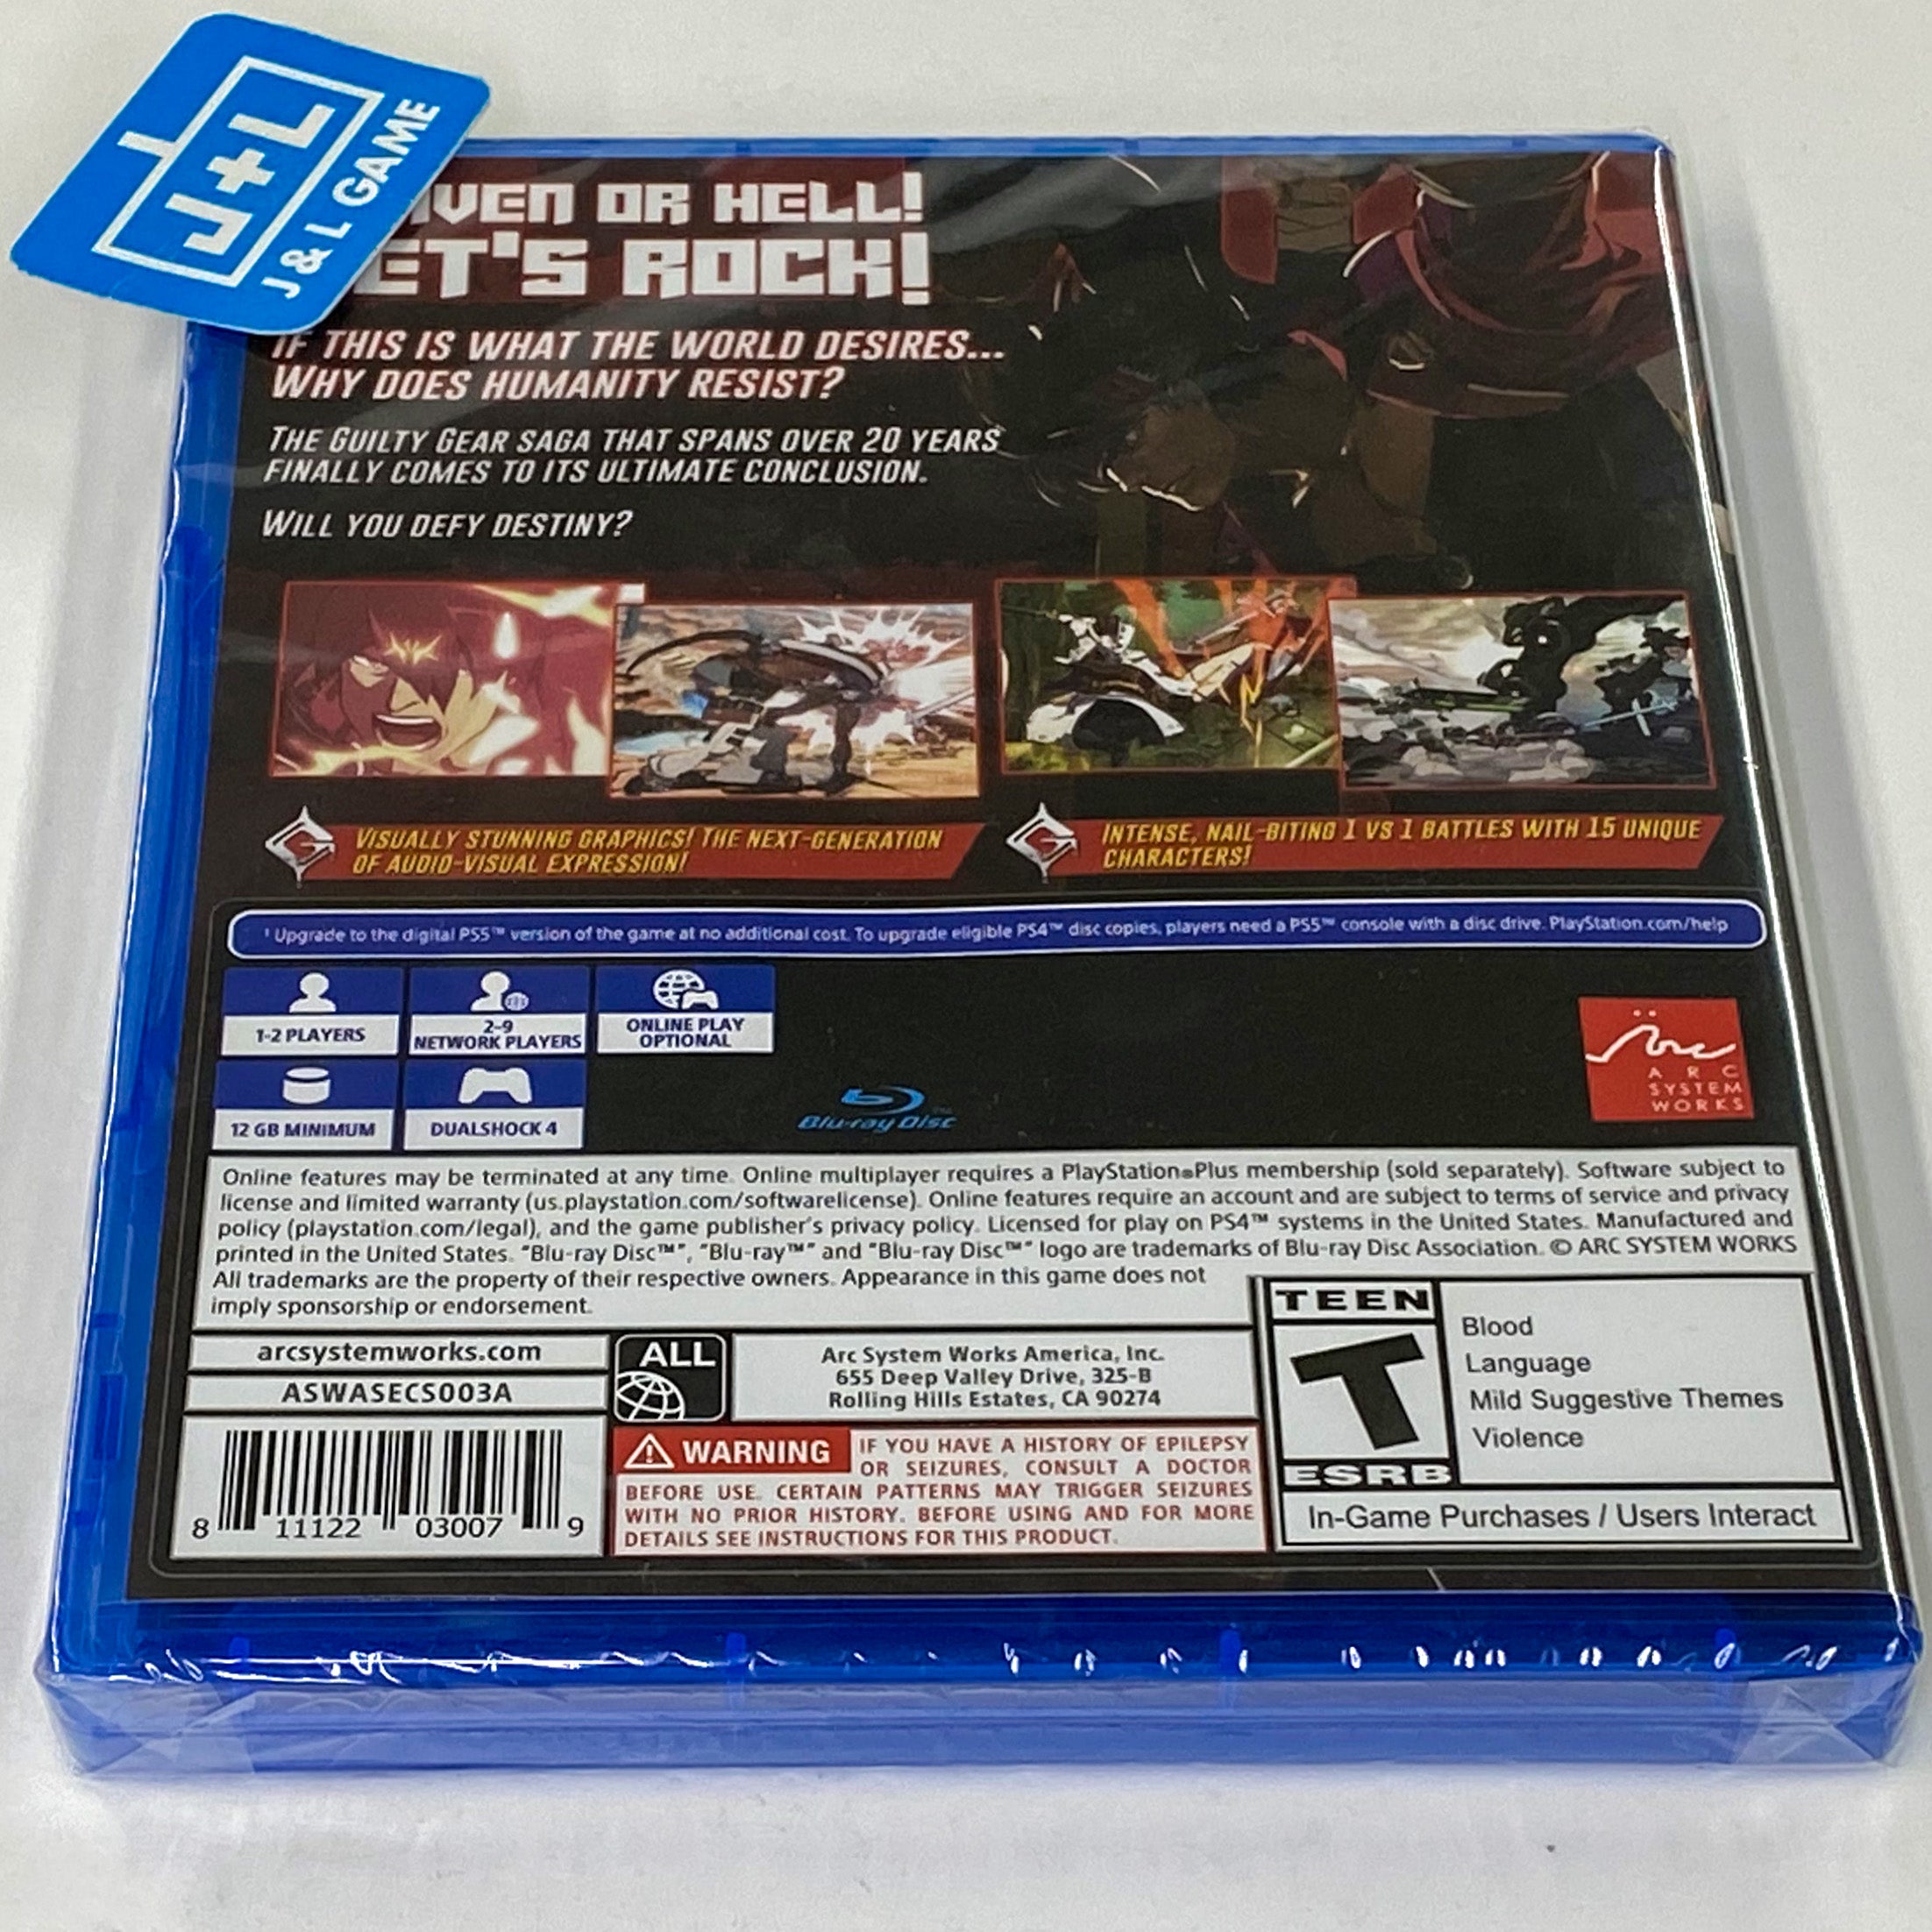 J+L
J & L GAME
VEN OR HELL!
ET'S ROCK!
IF THIS IS WHAT THE WORLD DESIRES...
WHY DOES HUMANITY RESIST?
THE GUILTY GEAR SAGA THAT SPANS OVER 20 YEARS
FINALLY COMES TO ITS ULTIMATE CONCLUSION.
WILL YOU DEFY DESTINY?
VISUALLY STUNNING GRAPHICS! THE NEXT-GENERATION
OF AUDIO-VISUAL EXPRESSION!
INTENSE, NAIL-BITING 1 VS 1 BATTLES WITH 15 UNIQUE
CHARACTERS!
¹ Upgrade to the digital PS5™ version of the game at no additional cost. To upgrade eligible PS4™ disc copies, players need a PS5™ console with a disc drive. PlayStation.com/help
1-2 PLAYERS
2-9
NETWORK PLAYERS
ONLINE PLAY
OPTIONAL
12 GB MINIMUM
DUALSHOCK 4
Blu-ray Disc™
Arc
ARC
SYSTEM
WORKS
Online features may be terminated at any time. Online multiplayer requires a PlayStation®Plus membership (sold separately). Software subject to
license and limited warranty (us.playstation.com/softwarelicense). Online features require an account and are subject to terms of service and privacy
policy (playstation.com/legal), and the game publisher's privacy policy. Licensed for play on PS4™ systems in the United States. Manufactured and
printed in the United States. "Blu-ray Disc™", "Blu-ray™" and "Blu-ray Disc™" logo are trademarks of Blu-ray Disc Association. © ARC SYSTEM WORKS
All trademarks are the property of their respective owners. Appearance in this game does not
imply sponsorship or endorsement.
arcsystemworks.com
ASWASECS003A
ALL
Arc System Works America, Inc.
655 Deep Valley Drive, 325-B
Rolling Hills Estates, CA 90274
8 11122 03007 9
WARNING IF YOU HAVE A HISTORY OF EPILEPSY
OR SEIZURES, CONSULT A DOCTOR
BEFORE USE. CERTAIN PATTERNS MAY TRIGGER SEIZURES
WITH NO PRIOR HISTORY. BEFORE USING AND FOR MORE
DETAILS SEE INSTRUCTIONS FOR THIS PRODUCT.
TEEN
T
ESRB
Blood
Language
Mild Suggestive Themes
Violence
In-Game Purchases / Users Interact